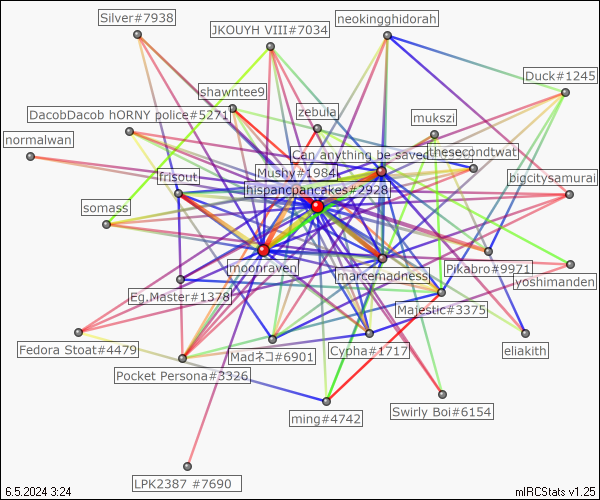 Silver#7938
JKOUYH VIII#7034
neokingghidorah
Duck#1245
shawntee9
zebula
mukszi
DacobDacob hORNY police#5271
normalwan
Can anything be saved
thesecondtwat
Mushy#1984
frisout
hispancpancakes#2928
bigcitysamurai
somass
moonraven
marcemadness
Pikabro#9971
yoshimanden
Eg.Master#1378
Majestic#3375
Fedora Stoat#4479
Madネコ#6901
Cypha#1717
eliakith
Pocket Persona#3326
ming#4742
Swirly Boi#6154
LPK2387 #7690
6.5.2024 3:24
mIRCStats v1.25